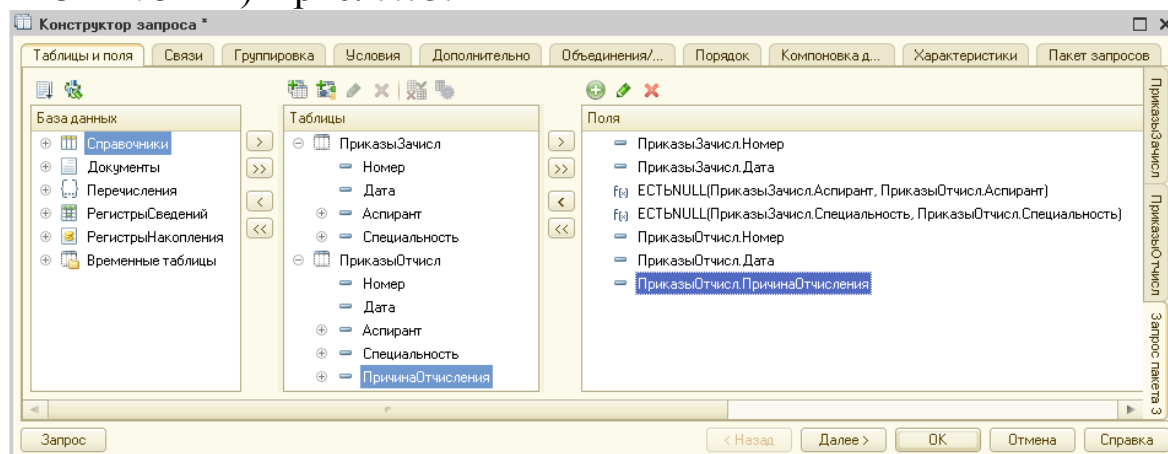 Конструктор запроса *
Таблицы и поля Связи Группировка Условия Дополнительно Объединения/... Порядок Компоновка д... Характеристики Пакет запросов
База данных
Справочники
Документы
Перечисления
РегистрыСведений
РегистрыНакопления
Временные таблицы
Таблицы
ПриказыЗачисл
Номер
Дата
Аспирант
Специальность
ПриказыОтчисл
Номер
Дата
Аспирант
Специальность
ПричинаОтчисления
Поля
ПриказыЗачисл.Номер
ПриказыЗачисл.Дата
ЕСТЬNULL(ПриказыЗачисл.Аспирант, ПриказыОтчисл.Аспирант)
ЕСТЬNULL(ПриказыЗачисл.Специальность, ПриказыОтчисл.Специальность)
ПриказыОтчисл.Номер
ПриказыОтчисл.Дата
ПриказыОтчисл.ПричинаОтчисления
ПриказыЗачисл
ПриказыОтчисл
Запрос пакета 3
Запрос < Назад Далее > ОК Отмена Справка